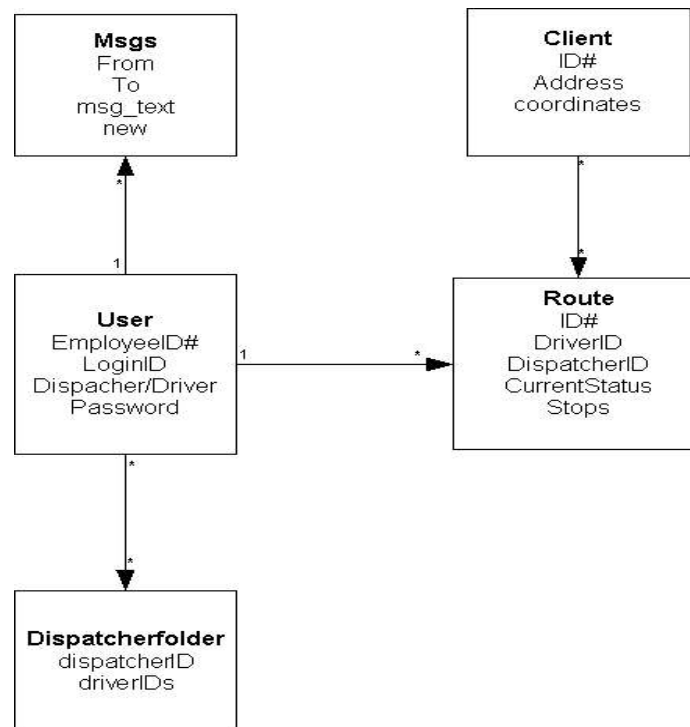 Msgs
From
To
msg_text
new
Client
ID#
Address
coordinates
*
*
1
*
User
EmployeeID#
LoginID
Dispacher/Driver
Password
1
*
Route
ID#
DriverID
DispatcherID
CurrentStatus
Stops
*
*
Dispatcherfolder
dispatcherID
driverIDs